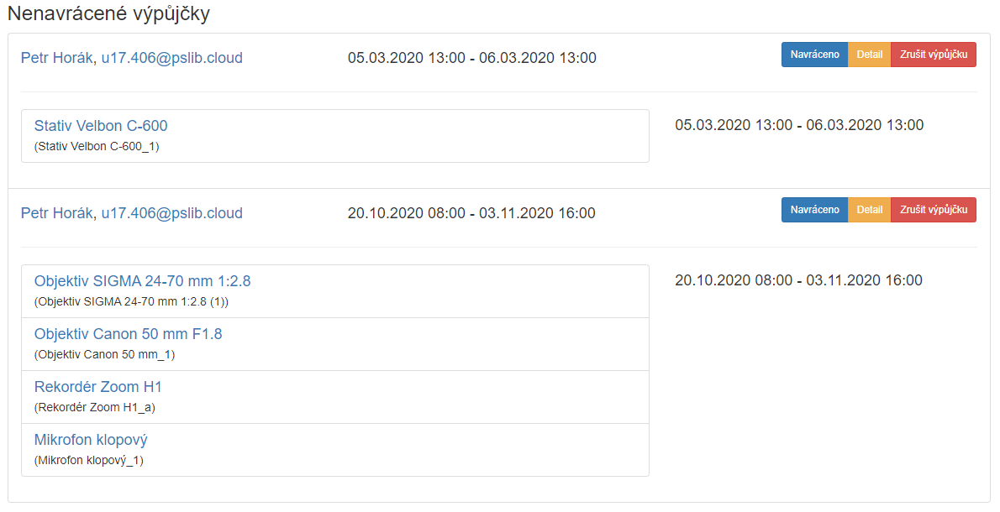 Nenavrácené výpůjčky
Petr Horák, u17.406@pslib.cloud 05.03.2020 13:00 - 06.03.2020 13:00 Navráceno Detail Zrušit výpůjčku
Stativ Velbon C-600 05.03.2020 13:00 - 06.03.2020 13:00
(Stativ Velbon C-600_1)
Petr Horák, u17.406@pslib.cloud 20.10.2020 08:00 - 03.11.2020 16:00 Navráceno Detail Zrušit výpůjčku
Objektiv SIGMA 24-70 mm 1:2.8 20.10.2020 08:00 - 03.11.2020 16:00
(Objektiv SIGMA 24-70 mm 1:2.8 (1))
Objektiv Canon 50 mm F1.8
(Objektiv Canon 50 mm_1)
Rekordér Zoom H1
(Rekordér Zoom H1_a)
Mikrofon klopový
(Mikrofon klopový_1)